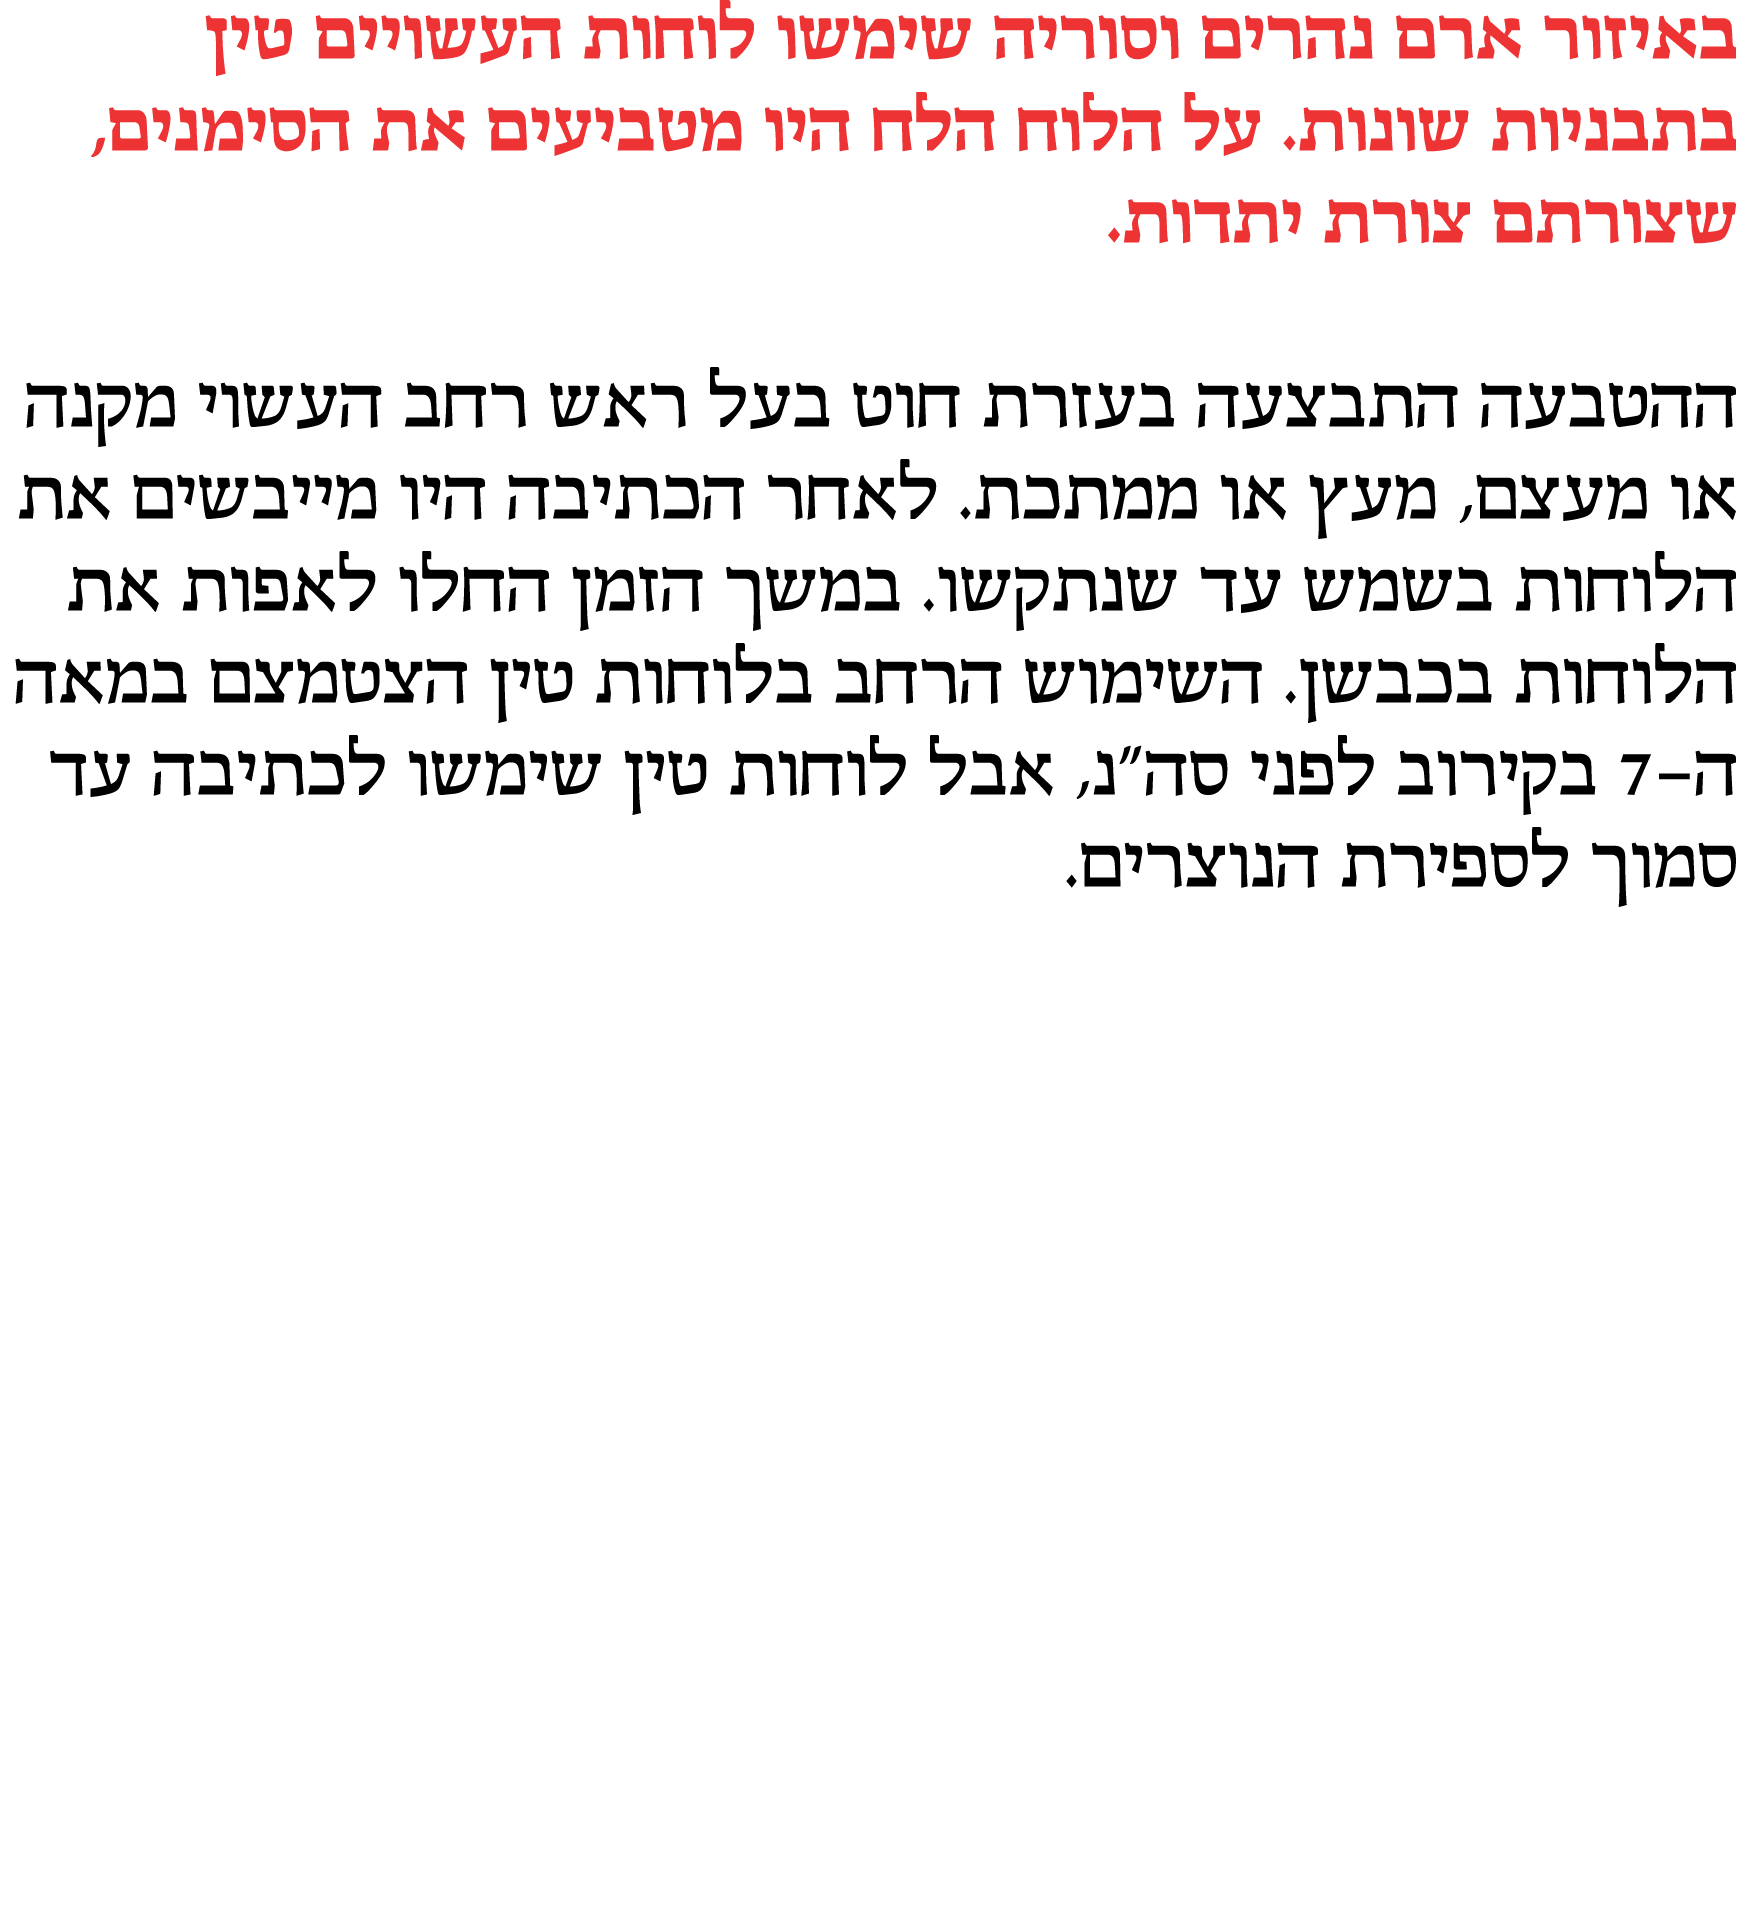 באיזור ארם נהרים וסוריה שימשו לוחות העשויים טין
בתבניות שונות. על הלוח הלח היו מטביעים את הסימנים,
שצורתם צורת יתדות.
ההטבעה התבצעה בעזרת חוט בעל ראש רחב העשוי מקנה
או מעצם, מעץ או ממתכת. לאחר הכתיבה היו מייבשים את
הלוחות בשמש עד שנתקשו. במשך הזמן החלו לאפות את
הלוחות בכבשן. השימוש הרחב בלוחות טין הצטמצם במאה
ה–7 בקירוב לפני סה״נ, אבל לוחות טין שימשו לכתיבה עד
סמוך לספירת הנוצרים.